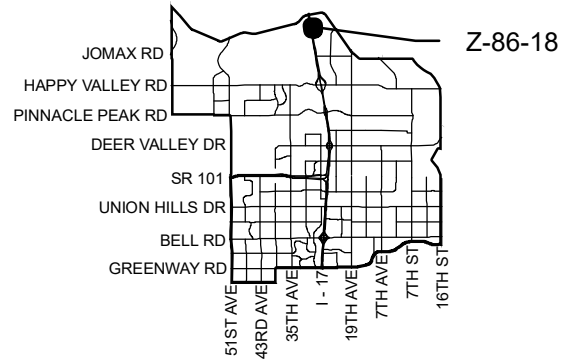 Z-86-18
JOMAX RD
HAPPY VALLEY RD
PINNACLE PEAK RD
DEER VALLEY DR
SR 101
UNION HILLS DR
BELL RD
GREENWAY RD
51ST AVE
43RD AVE
35TH AVE
I - 17
19TH AVE
7TH AVE
7TH ST
16TH ST